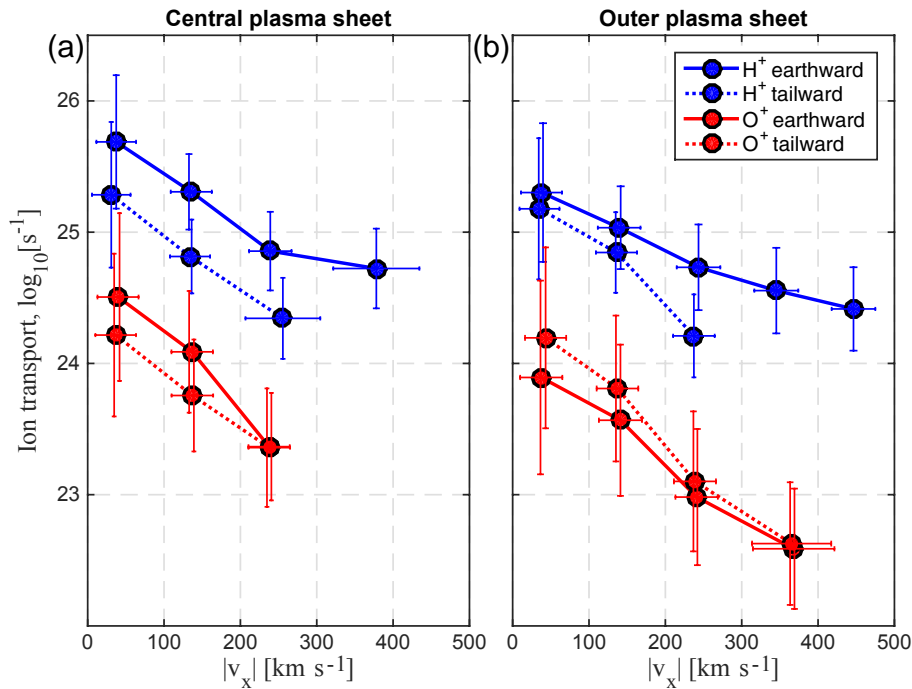 Central plasma sheet
Outer plasma sheet
(a)
(b)
H+ earthward
H+ tailward
O+ earthward
O+ tailward
26
25
24
23
Ion transport, log10[s-1]
0 100 200 300 400 500
0 100 200 300 400 500
|vx| [km s-1]
|vx| [km s-1]